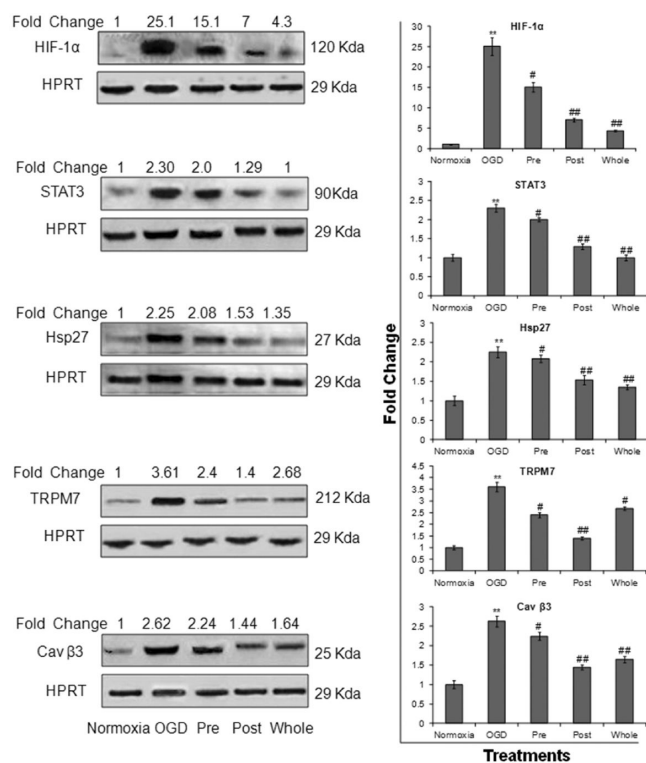 Fold Change 1 25.1 15.1 7 4.3
HIF-1α 120 Kda
HPRT 29 Kda
Fold Change 1 2.30 2.0 1.29 1
STAT3 90Kda
HPRT 29 Kda
Fold Change 1 2.25 2.08 1.53 1.35
Hsp27 27 Kda
HPRT 29 Kda
Fold Change 1 3.61 2.4 1.4 2.68
TRPM7 212 Kda
HPRT 29 Kda
Fold Change 1 2.62 2.24 1.44 1.64
Cav β3 25 Kda
HPRT 29 Kda
Normoxia OGD Pre Post Whole
Fold Change
HIF-1α
30
25
20
15
10
5
0
** # ## ##
Normoxia OGD Pre Post Whole
STAT3
3
2.5
2
1.5
1
0.5
0
** # ## ##
Normoxia OGD Pre Post Whole
Hsp27
3
2.5
2
1.5
1
0.5
0
** # ## ##
Normoxia OGD Pre Post Whole
TRPM7
4.5
4
3.5
3
2.5
2
1.5
1
0.5
0
** # ## #
Normoxia OGD Pre Post Whole
Cav β3
3
2.5
2
1.5
1
0.5
0
** # ## ##
Normoxia OGD Pre Post Whole
Treatments